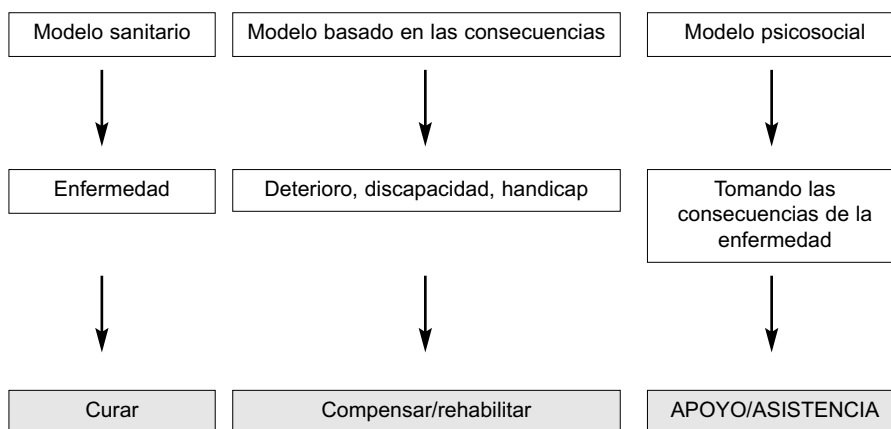 Modelo sanitario
Modelo basado en las consecuencias
Modelo psicosocial
Enfermedad
Deterioro, discapacidad, handicap
Tomando las
consecuencias de la
enfermedad
Curar
Compensar/rehabilitar
APOYO/ASISTENCIA